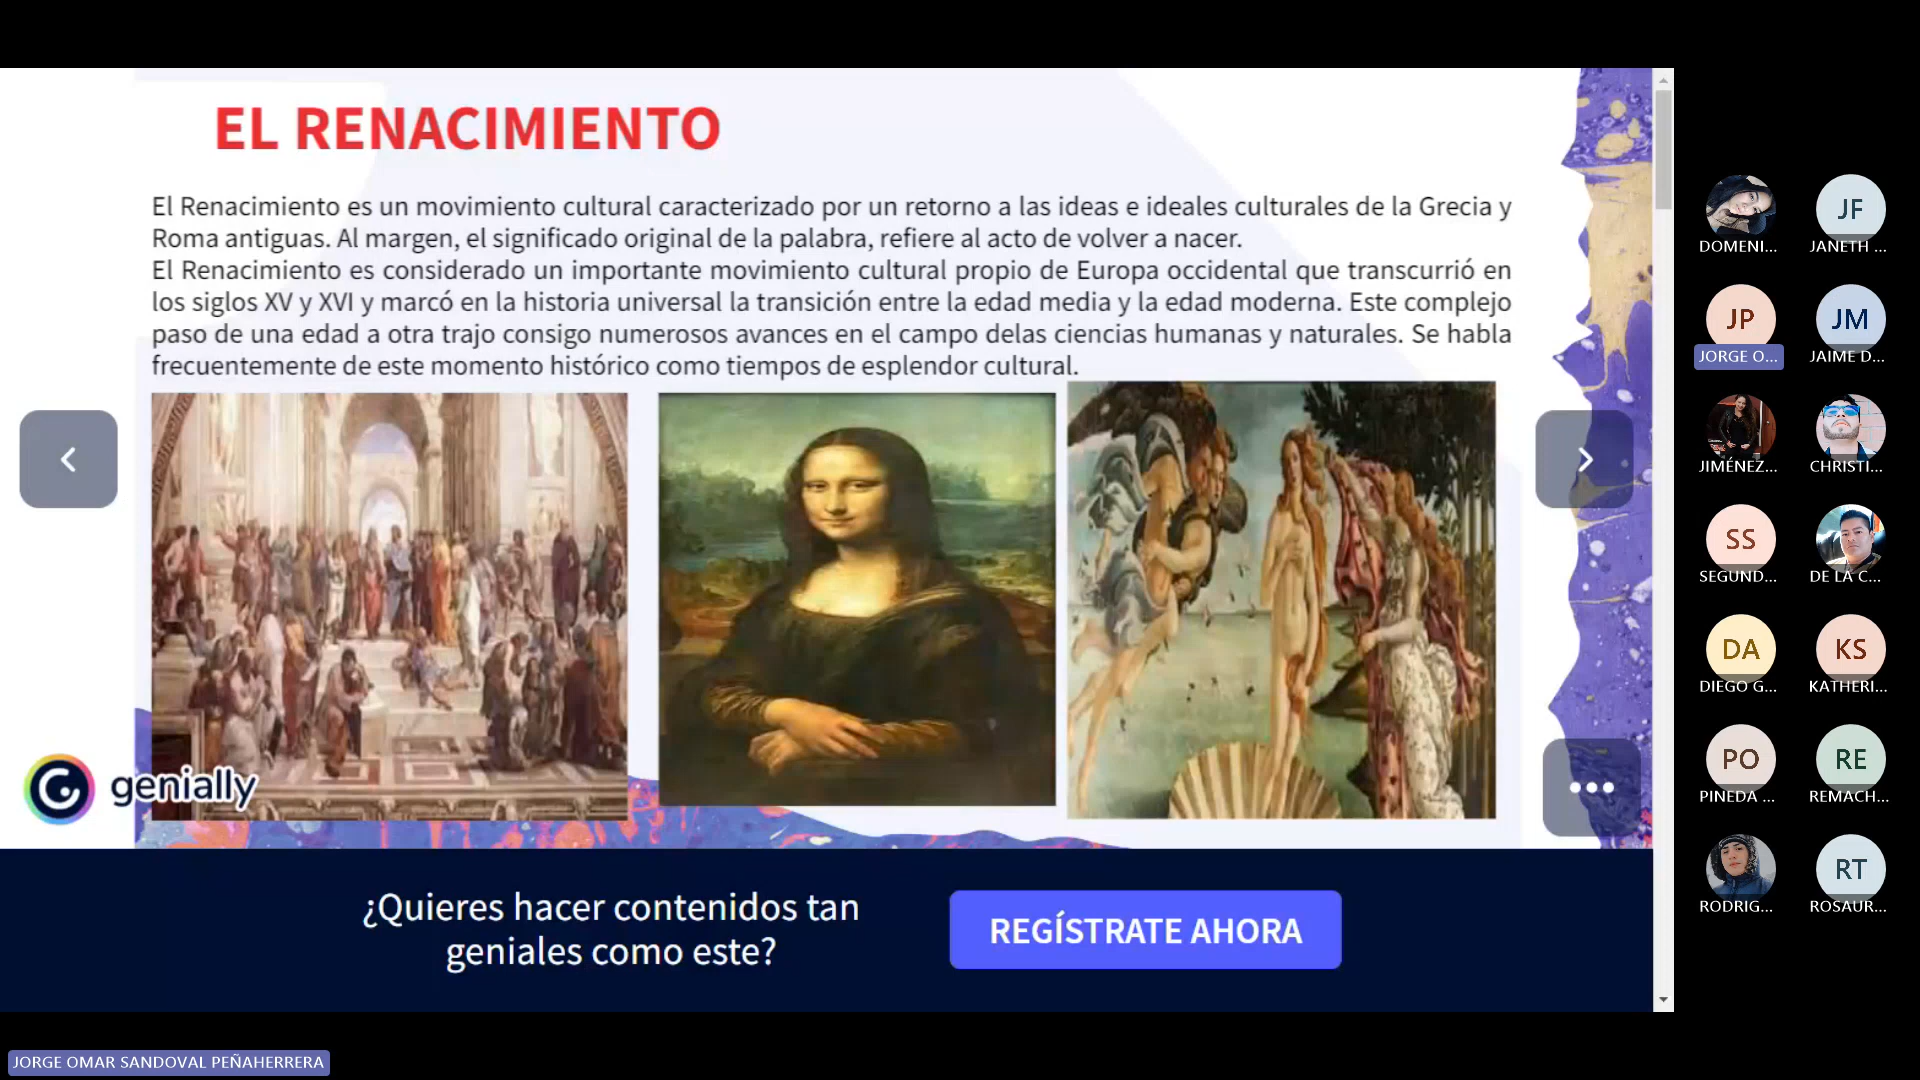 EL RENACIMIENTO
El Renacimiento es un movimiento cultural caracterizado por un retorno a las ideas e ideales culturales de la Grecia y
Roma antiguas. Al margen, el significado original de la palabra, refiere al acto de volver a nacer.
El Renacimiento es considerado un importante movimiento cultural propio de Europa occidental que transcurrió en
los siglos XV y XVI y marcó en la historia universal la transición entre la edad media y la edad moderna. Este complejo
paso de una edad a otra trajo consigo numerosos avances en el campo delas ciencias humanas y naturales. Se habla
frecuentemente de este momento histórico como tiempos de esplendor cultural.
genially
¿Quieres hacer contenidos tan
geniales como este?
REGÍSTRATE AHORA
JORGE OMAR SANDOVAL PEÑAHERRERA
DOMENI...
JF
JANETH ...
JP
JORGE O...
JM
JAIME D...
JIMÉNEZ...
CHRISTI...
SS
SEGUND...
DE LA C...
DA
DIEGO G...
KS
KATHERI...
PO
PINEDA ...
RE
REMACH...
RODRIG...
RT
ROSAUR...